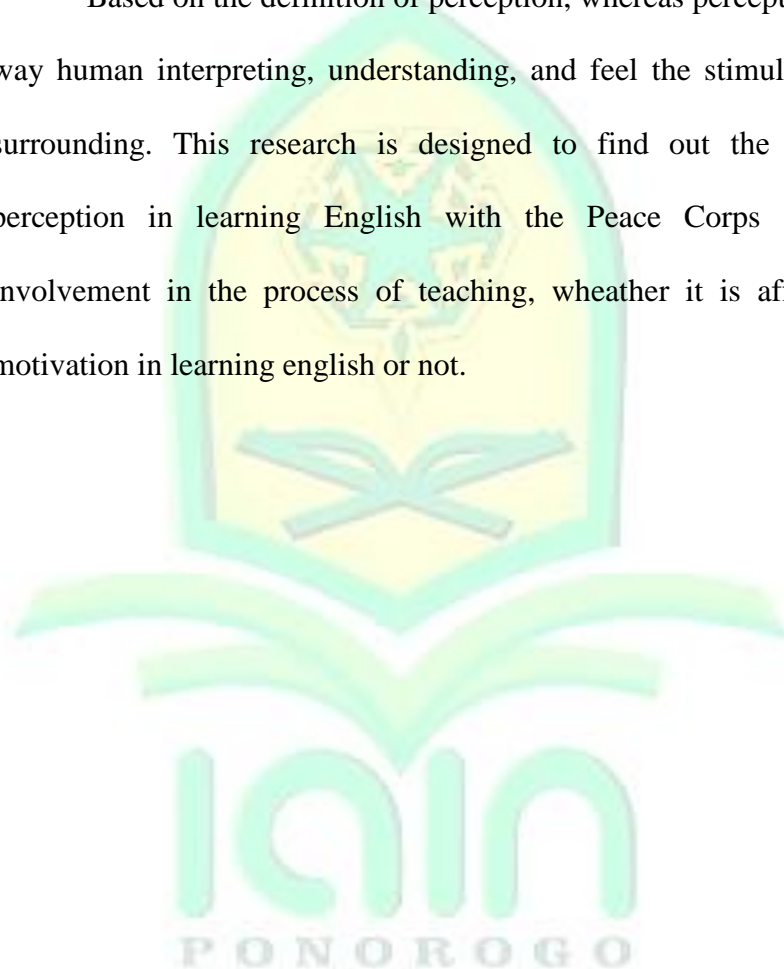 Based on the definition of perception, whereas
way human interpreting, understanding, and feel the
surrounding. This research is designed to find out the
perception in learning English with the Peace Corps
involvement in the process of teaching, wheather it is
motivation in learning english or not.
IAIN
PONOROGO